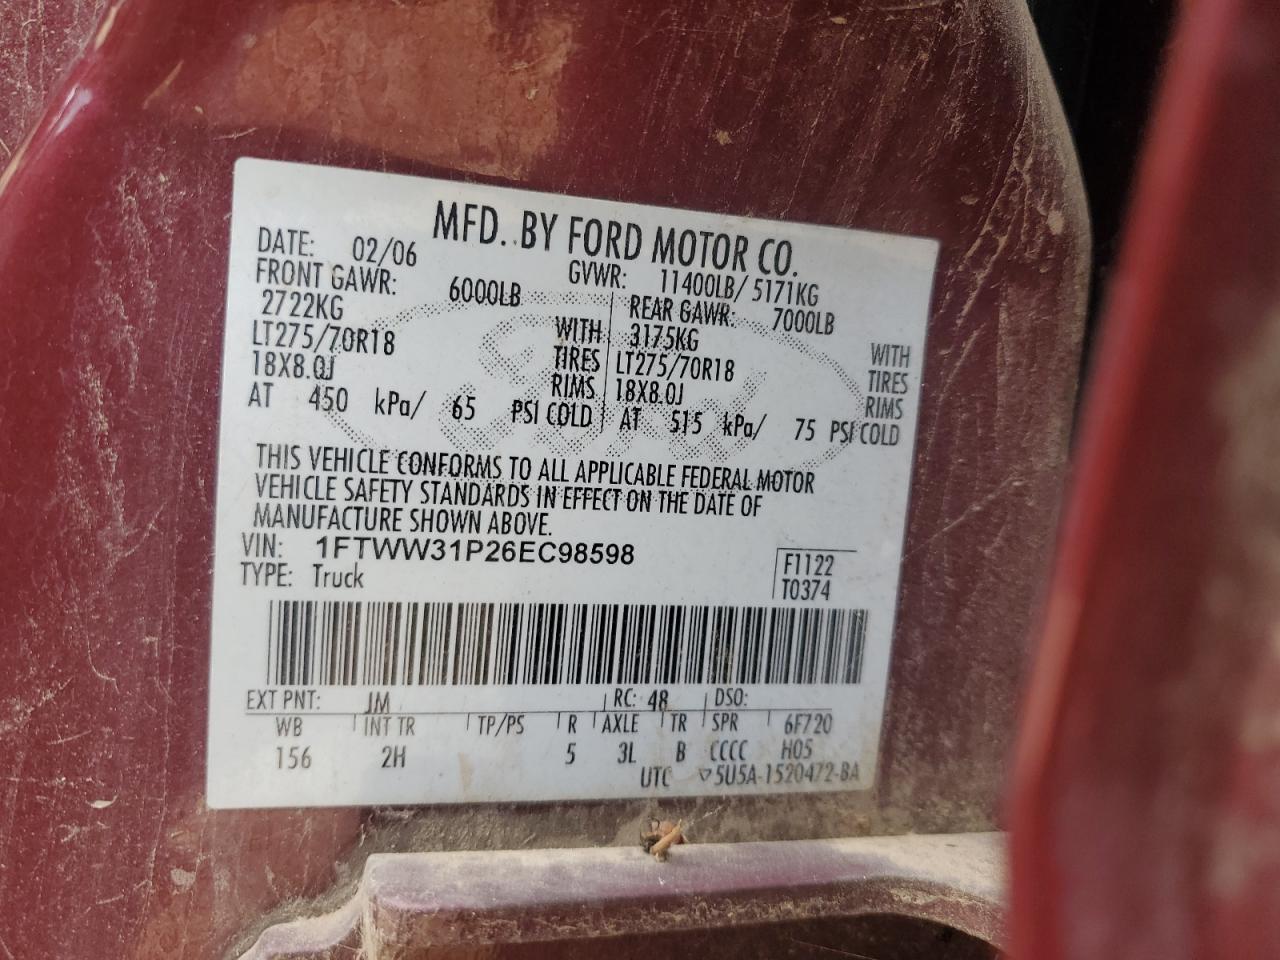 MFD. BY FORD MOTOR CO.
DATE: 02/06 GVWR: 11400LB/ 5171KG
FRONT GAWR: 6000LB REAR GAWR: 7000LB
2722KG WITH 3175KG WITH
LT275/70R18 TIRES LT275/70R18 TIRES
18X8.0J RIMS 18X8.0J RIMS
AT 450 kPa/ 65 PSI COLD AT 515 kPa/ 75 PSI COLD
THIS VEHICLE CONFORMS TO ALL APPLICABLE FEDERAL MOTOR
VEHICLE SAFETY STANDARDS IN EFFECT ON THE DATE OF
MANUFACTURE SHOWN ABOVE.
VIN: 1FTWW31P26EC98598 F1122
TYPE: Truck T0374
EXT PNT: JM RC: 48 DSO:
WB INT TR TP/PS R AXLE TR SPR 6F720
156 2H 5 3L B CCCC H05
UTC ▽5U5A-1520472-BA